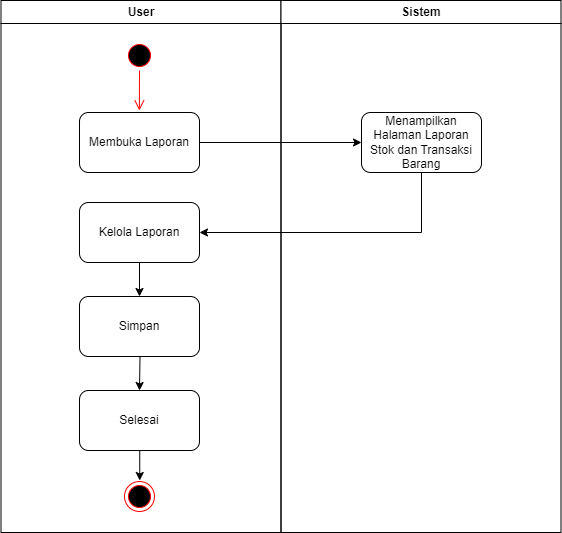 User
Sistem
Membuka Laporan
Menampilkan
Halaman Laporan
Stok dan Transaksi
Barang
Kelola Laporan
Simpan
Selesai